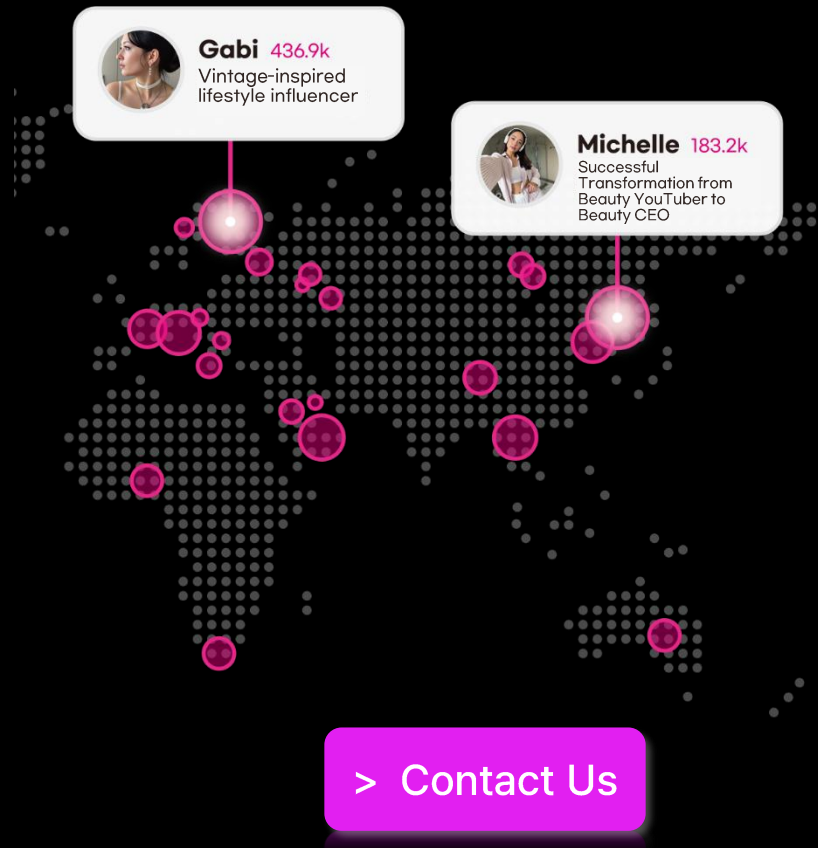 Gabi 436.9k
Vintage-inspired
lifestyle influencer
Michelle 183.2k
Successful
Transformation from
Beauty YouTuber to
Beauty CEO
> Contact Us